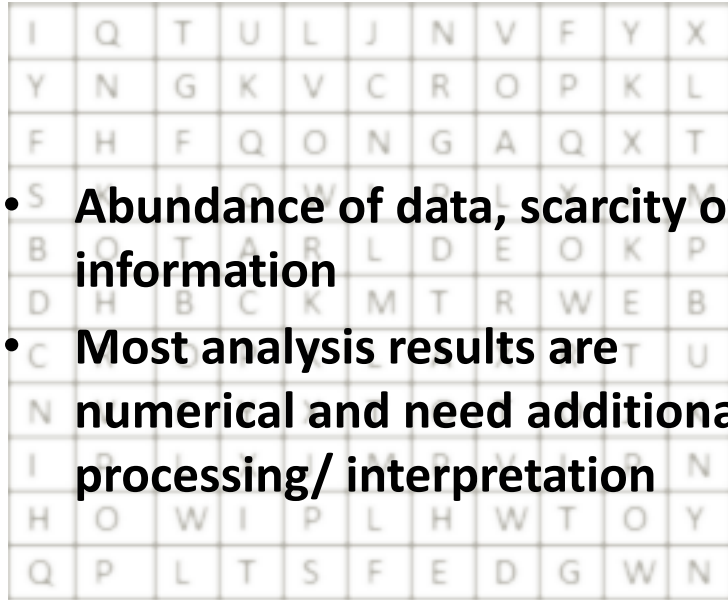 I Q T U L J N V F Y X
Y N G K V C R O P K L
F H F Q O N G A Q X T
S
• Abundance of data, scarcity o
B O T A R L D E O K P
information
D H B C K M T R W E B
• Most analysis results are
C T U
N
numerical and need additiona
I N
processing/ interpretation
H O W I P L H W T O Y
Q P L T S F E D G W N